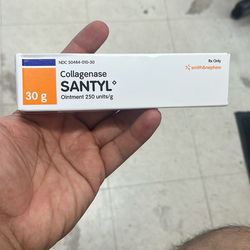 NDC 50484-010-30
Rx Only
Collagenase
SANTYL◊
Ointment 250 units/g
smith&nephew
30 g